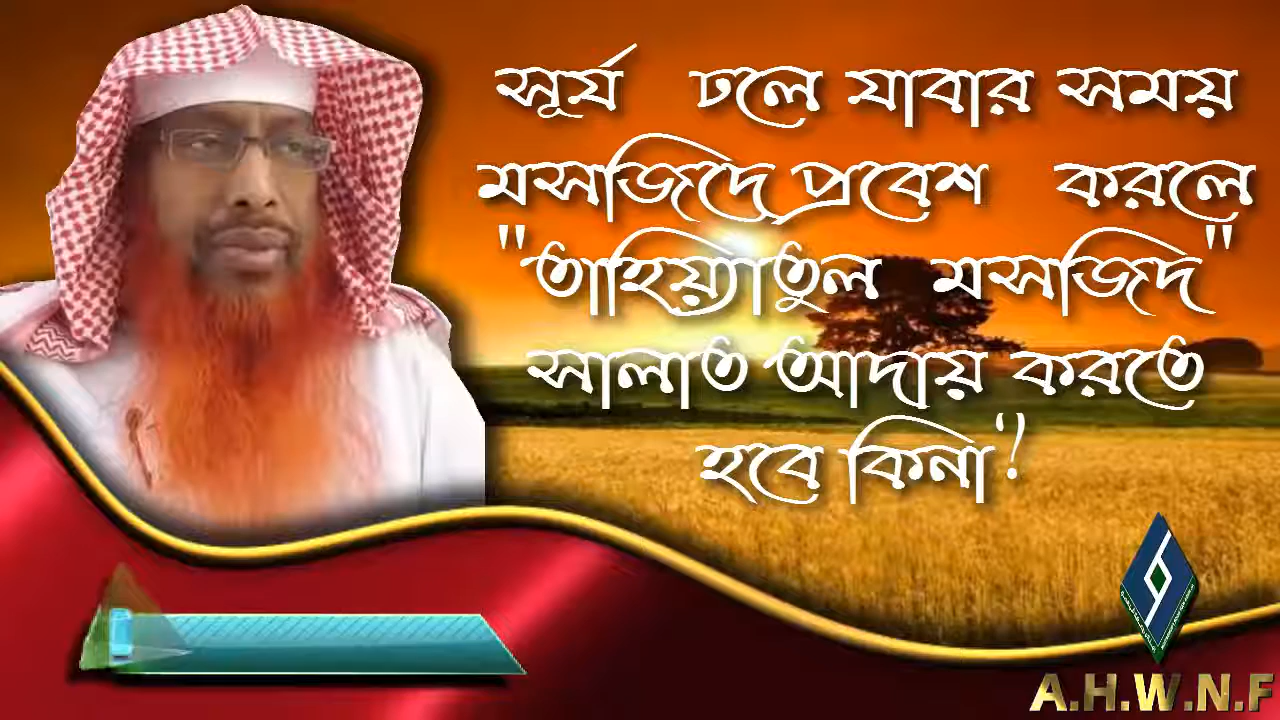 সূর্য ঢলে যাবার সময়
মসজিদে প্রবেশ করলে
"তাহিয়্যাতুল মসজিদ"
সালাত আদায় করতে
হবে কিনা?
A.H.W.N.F